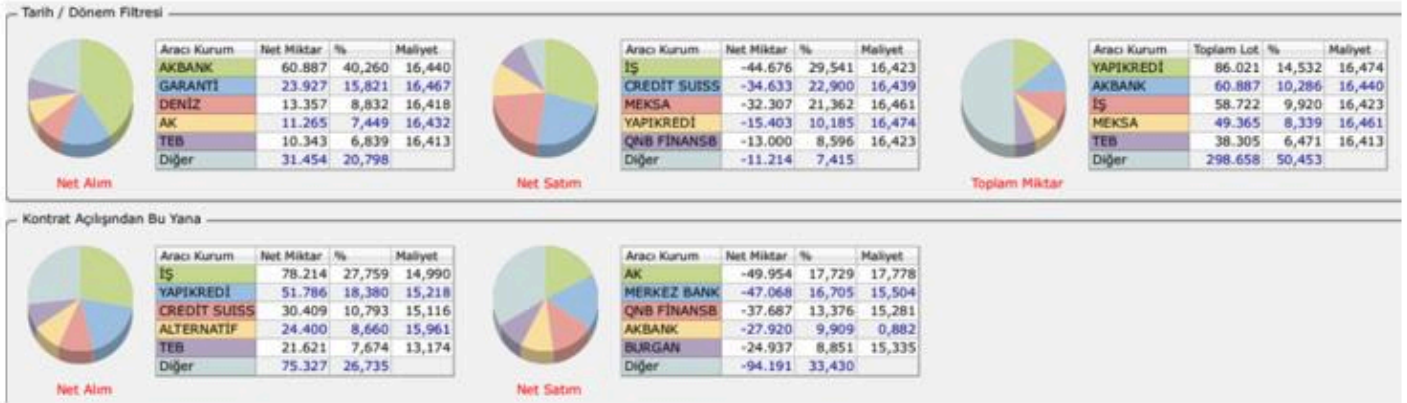 Tarih / Dönem Filtresi
Aracı Kurum Net Miktar % Maliyet
AKBANK 60.887 40,260 16,440
GARANTİ 23.927 15,821 16,467
DENİZ 13.357 8,832 16,418
AK 11.265 7,449 16,432
TEB 10.343 6,839 16,413
Diğer 31.454 20,798
Net Alım
Aracı Kurum Net Miktar % Maliyet
İŞ -44.676 29,541 16,423
CREDİT SUISS -34.633 22,900 16,439
MEKSA -32.307 21,362 16,461
YAPIKREDİ -15.403 10,185 16,474
QNB FİNANSB -13.000 8,596 16,423
Diğer -11.214 7,415
Net Satım
Aracı Kurum Toplam Lot % Maliyet
YAPIKREDİ 86.021 14,532 16,474
AKBANK 60.887 10,286 16,440
İŞ 58.722 9,920 16,423
MEKSA 49.365 8,339 16,461
TEB 38.305 6,471 16,413
Diğer 298.658 50,453
Toplam Miktar
Kontrat Açılışından Bu Yana
Aracı Kurum Net Miktar % Maliyet
İŞ 78.214 27,759 14,990
YAPIKREDİ 51.786 18,380 15,218
CREDİT SUISS 30.409 10,793 15,116
ALTERNATİF 24.400 8,660 15,961
TEB 21.621 7,674 13,174
Diğer 75.327 26,735
Net Alım
Aracı Kurum Net Miktar % Maliyet
AK -49.954 17,729 17,778
MERKEZ BANK -47.068 16,705 15,504
QNB FİNANSB -37.687 13,376 15,281
AKBANK -27.920 9,909 0,882
BURGAN -24.937 8,851 15,335
Diğer -94.191 33,430
Net Satım